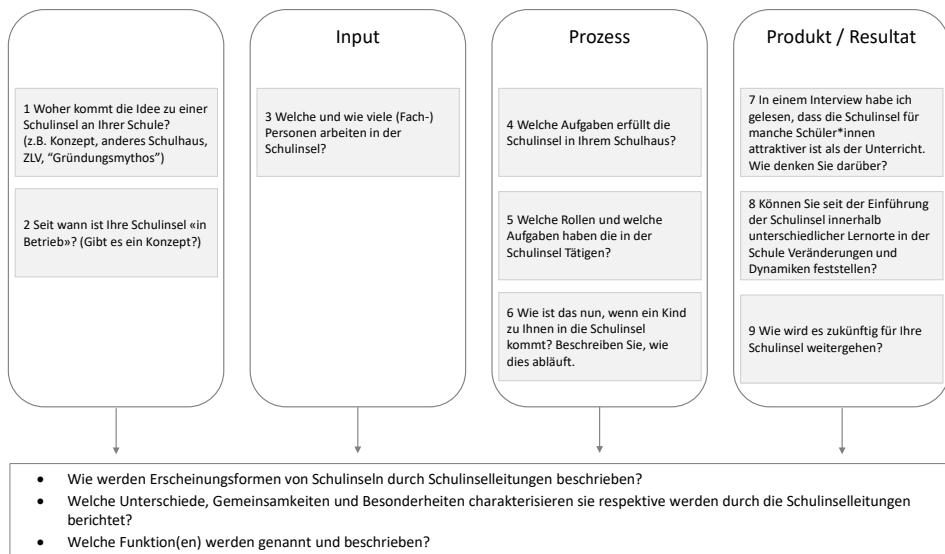 1 Woher kommt die Idee zu einer
Schulinsel an Ihrer Schule?
(z.B. Konzept, anderes Schulhaus,
ZLV, “Gründungsmythos”)
2 Seit wann ist Ihre Schulinsel «in
Betrieb»? (Gibt es ein Konzept?)
Input
3 Welche und wie viele (Fach-)
Personen arbeiten in der
Schulinsel?
Prozess
4 Welche Aufgaben erfüllt die
Schulinsel in Ihrem Schulhaus?
5 Welche Rollen und welche
Aufgaben haben die in der
Schulinsel Tätigen?
6 Wie ist das nun, wenn ein Kind
zu Ihnen in die Schulinsel
kommt? Beschreiben Sie, wie
dies abläuft.
Produkt / Resultat
7 In einem Interview habe ich
gelesen, dass die Schulinsel für
manche Schüler*innen
attraktiver ist als der Unterricht.
Wie denken Sie darüber?
8 Können Sie seit der Einführung
der Schulinsel innerhalb
unterschiedlicher Lernorte in der
Schule Veränderungen und
Dynamiken feststellen?
9 Wie wird es zukünftig für Ihre
Schulinsel weitergehen?
• Wie werden Erscheinungsformen von Schulinseln durch Schulinselleitungen beschrieben?
• Welche Unterschiede, Gemeinsamkeiten und Besonderheiten charakterisieren sie respektive werden durch die Schulinselleitungen
berichtet?
• Welche Funktion(en) werden genannt und beschrieben?